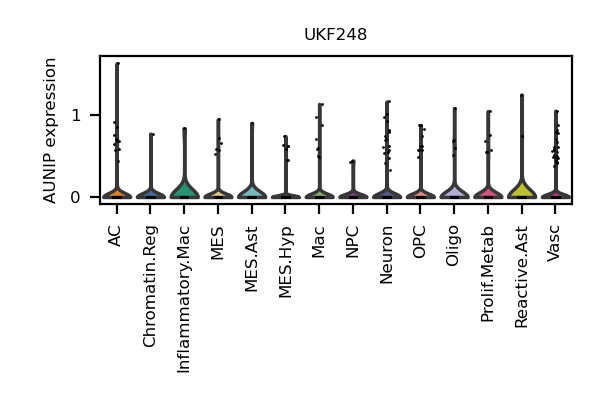 UKF248
AUNIP expression
1
0
AC
Chromatin.Reg
Inflammatory.Mac
MES
MES.Ast
MES.Hyp
Mac
NPC
Neuron
OPC
Oligo
Prolif.Metab
Reactive.Ast
Vasc